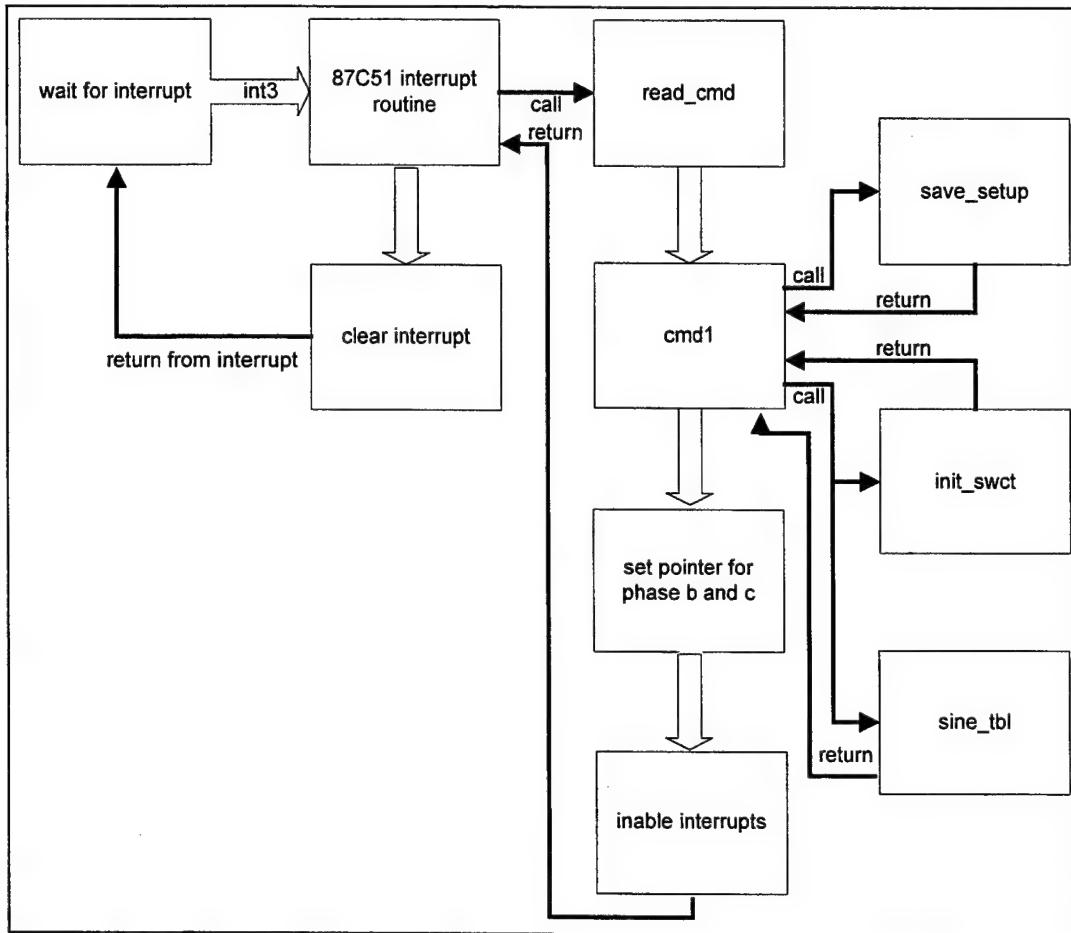 wait for interrupt
int3
87C51 interrupt
routine
call
return
read_cmd
save_setup
call
return
cmd1
return
call
clear interrupt
return from interrupt
init_swct
set pointer for
phase b and c
sine_tbl
return
inable interrupts